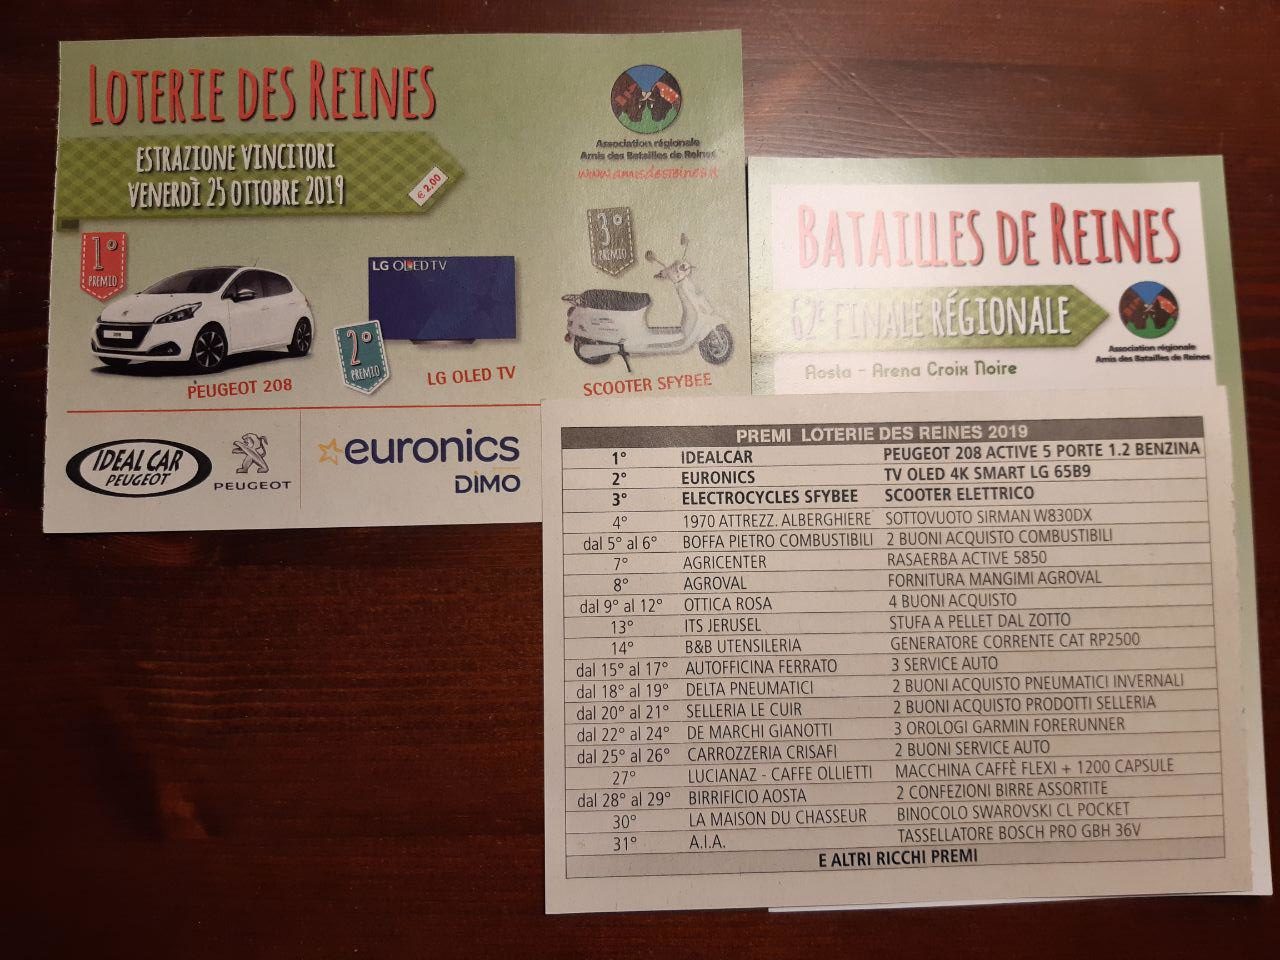 LOTERIE DES REINES
ESTRAZIONE VINCITORI
VENERDÌ 25 OTTOBRE 2019
€ 2,00
Association régionale
Amis des Batailles de Reines
www.amisdesreines.it
1° PREMIO
PEUGEOT 208
2° PREMIO
LG OLED TV
LG OLED TV
3° PREMIO
SCOOTER SFYBEE
IDEAL CAR
PEUGEOT
PEUGEOT
euronics
DIMO
BATAILLES DE REINES
62e FINALE RÉGIONALE
Association régionale
Amis des Batailles de Reines
Aosta - Arena Croix Noire
PREMI LOTERIE DES REINES 2019
1° IDEALCAR PEUGEOT 208 ACTIVE 5 PORTE 1.2 BENZINA
2° EURONICS TV OLED 4K SMART LG 65B9
3° ELECTROCYCLES SFYBEE SCOOTER ELETTRICO
4° 1970 ATTREZZ. ALBERGHIERE SOTTOVUOTO SIRMAN W830DX
dal 5° al 6° BOFFA PIETRO COMBUSTIBILI 2 BUONI ACQUISTO COMBUSTIBILI
7° AGRICENTER RASAERBA ACTIVE 5850
8° AGROVAL FORNITURA MANGIMI AGROVAL
dal 9° al 12° OTTICA ROSA 4 BUONI ACQUISTO
13° ITS JERUSEL STUFA A PELLET DAL ZOTTO
14° B&B UTENSILERIA GENERATORE CORRENTE CAT RP2500
dal 15° al 17° AUTOFFICINA FERRATO 3 SERVICE AUTO
dal 18° al 19° DELTA PNEUMATICI 2 BUONI ACQUISTO PNEUMATICI INVERNALI
dal 20° al 21° SELLERIA LE CUIR 2 BUONI ACQUISTO PRODOTTI SELLERIA
dal 22° al 24° DE MARCHI GIANOTTI 3 OROLOGI GARMIN FORERUNNER
dal 25° al 26° CARROZZERIA CRISAFI 2 BUONI SERVICE AUTO
27° LUCIANAZ - CAFFE OLLIETTI MACCHINA CAFFÈ FLEXI + 1200 CAPSULE
dal 28° al 29° BIRRIFICIO AOSTA 2 CONFEZIONI BIRRE ASSORTITE
30° LA MAISON DU CHASSEUR BINOCOLO SWAROVSKI CL POCKET
31° A.I.A. TASSELLATORE BOSCH PRO GBH 36V
E ALTRI RICCHI PREMI